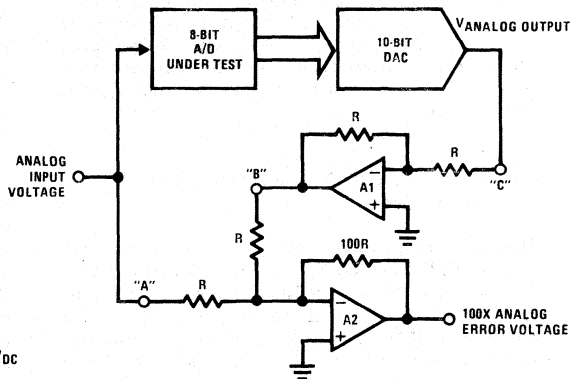 8-BIT
A/D
UNDER TEST
10-BIT
DAC
VANALOG OUTPUT
R
R
"C"
ANALOG
INPUT
VOLTAGE
"B"
−
A1
+
R
100R
"A"
R
−
A2
+
100X ANALOG
ERROR VOLTAGE
DC